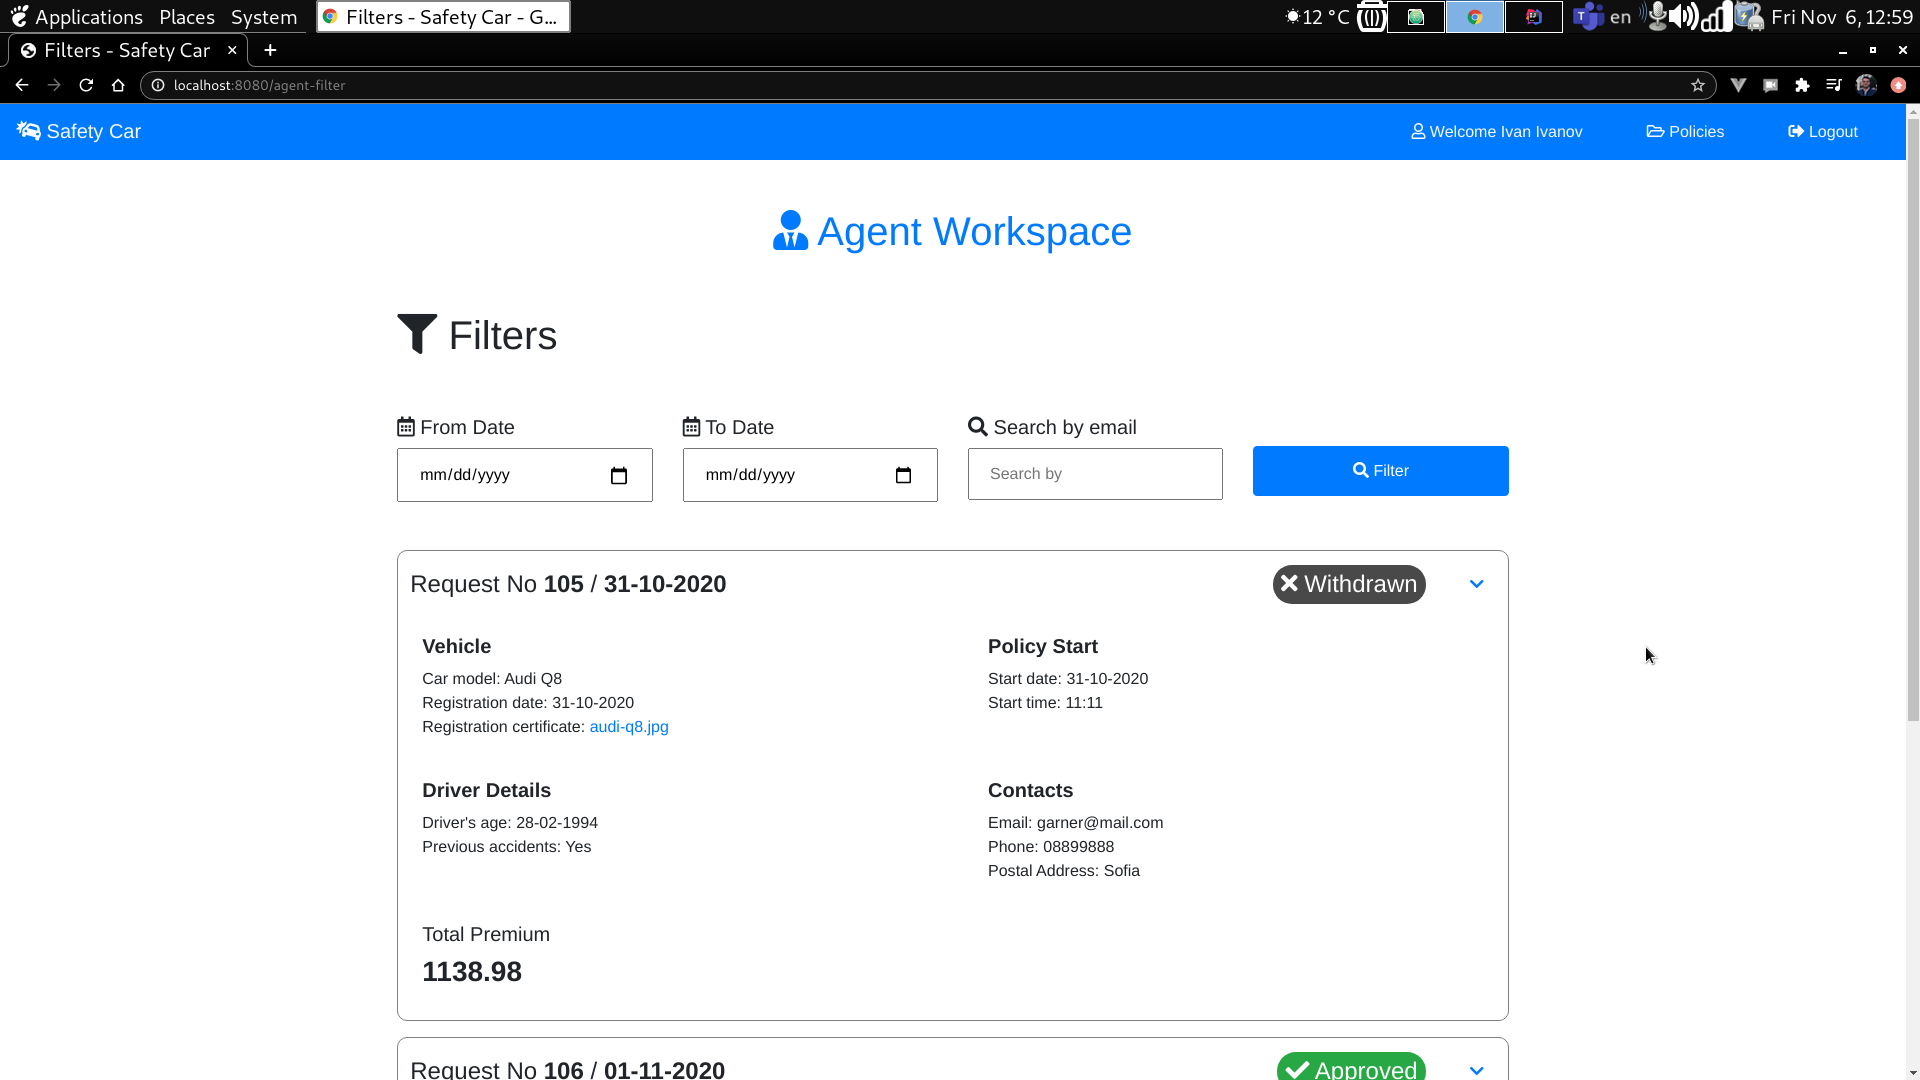 Applications Places System Filters - Safety Car - G... 12 °C en Fri Nov 6, 12:59
Filters - Safety Car
localhost:8080/agent-filter
Safety Car Welcome Ivan Ivanov Policies Logout
Agent Workspace
Filters
From Date To Date Search by email
mm/dd/yyyy mm/dd/yyyy Search by Filter
Request No 105 / 31-10-2020 Withdrawn
Vehicle Policy Start
Car model: Audi Q8 Start date: 31-10-2020
Registration date: 31-10-2020 Start time: 11:11
Registration certificate: audi-q8.jpg
Driver Details Contacts
Driver's age: 28-02-1994 Email: garner@mail.com
Previous accidents: Yes Phone: 08899888
Postal Address: Sofia
Total Premium
1138.98
Request No 106 / 01-11-2020 Approved